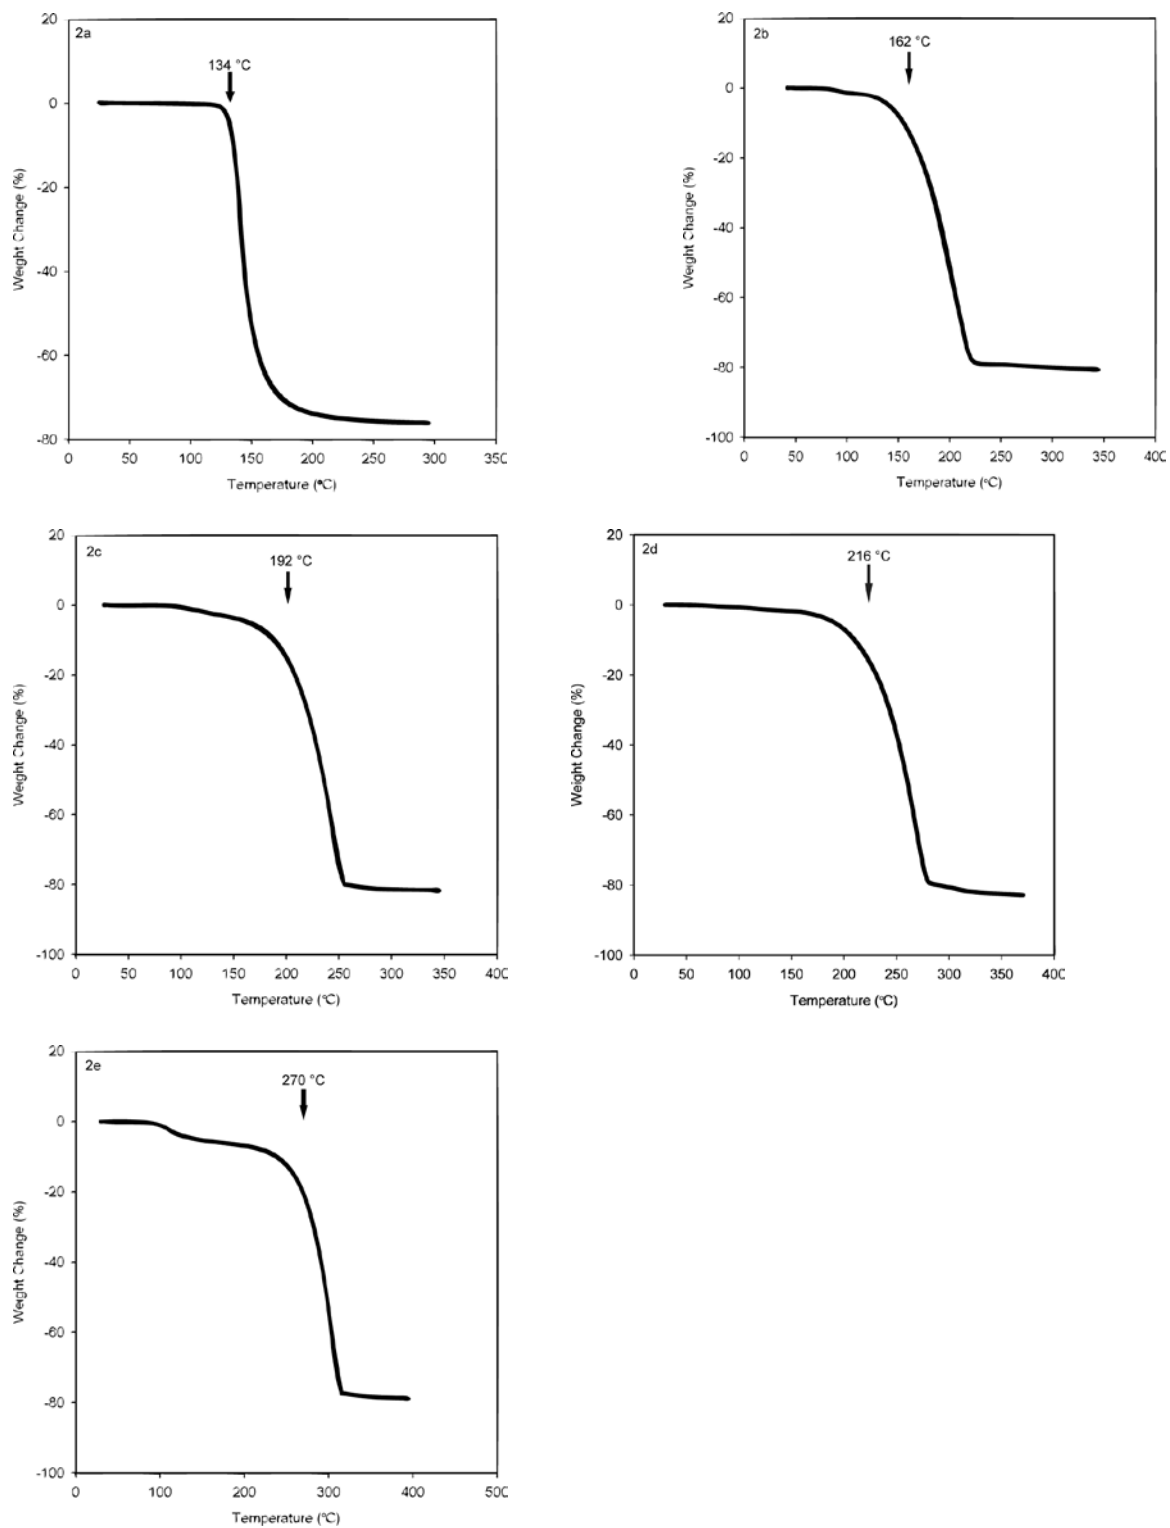 2a
134 °C
20
0
-20
-40
-60
-80
0 50 100 150 200 250 300 350
Weight Change (%)
Temperature (°C)
2b
162 °C
20
0
-20
-40
-60
-80
-100
0 50 100 150 200 250 300 350 400
Weight Change (%)
Temperature (°C)
2c
192 °C
20
0
-20
-40
-60
-80
-100
0 50 100 150 200 250 300 350 400
Weight Change (%)
Temperature (°C)
2d
216 °C
20
0
-20
-40
-60
-80
-100
0 50 100 150 200 250 300 350 400
Weight Change (%)
Temperature (°C)
2e
270 °C
20
0
-20
-40
-60
-80
-100
0 100 200 300 400 500
Weight Change (%)
Temperature (°C)